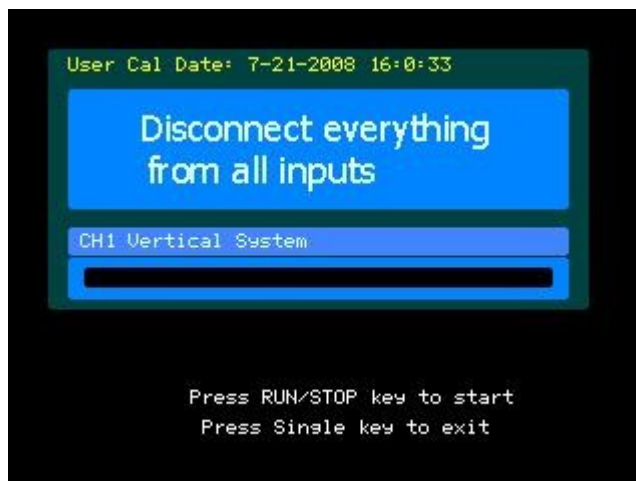 User Cal Date: 7-21-2008 16:0:33
Disconnect everything
from all inputs
CH1 Vertical System
Press RUN/STOP key to start
Press Single key to exit